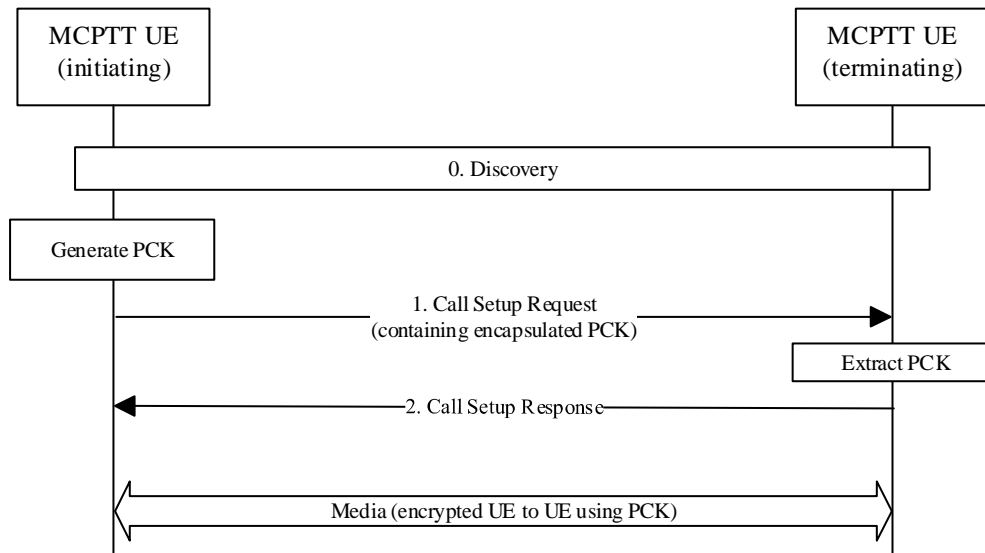 MCPTT UE
(initiating)
MCPTT UE
(terminating)
0. Discovery
Generate PCK
1. Call Setup Request
(containing encapsulated PCK)
Extract PCK
2. Call Setup Response
Media (encrypted UE to UE using PCK)